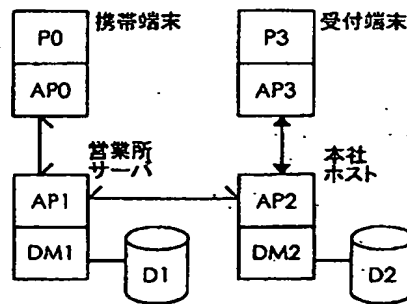 携帯端末
P0
AP0
受付端末
P3
AP3
営業所
サーバ
AP1
DM1
D1
本社
ホスト
AP2
DM2
D2